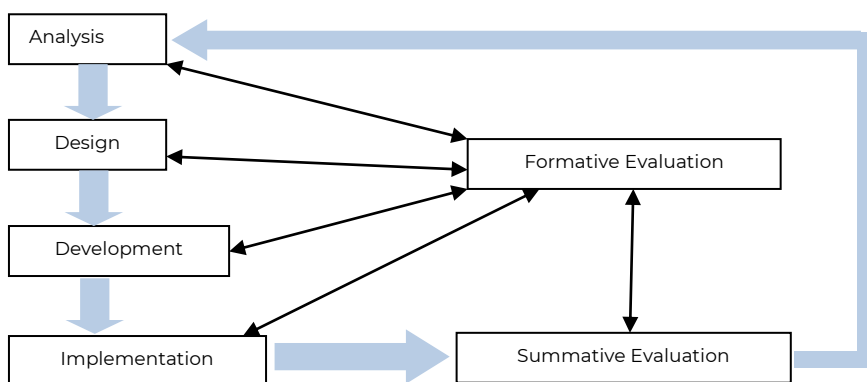 Analysis
Design
Formative Evaluation
Development
Implementation
Summative Evaluation